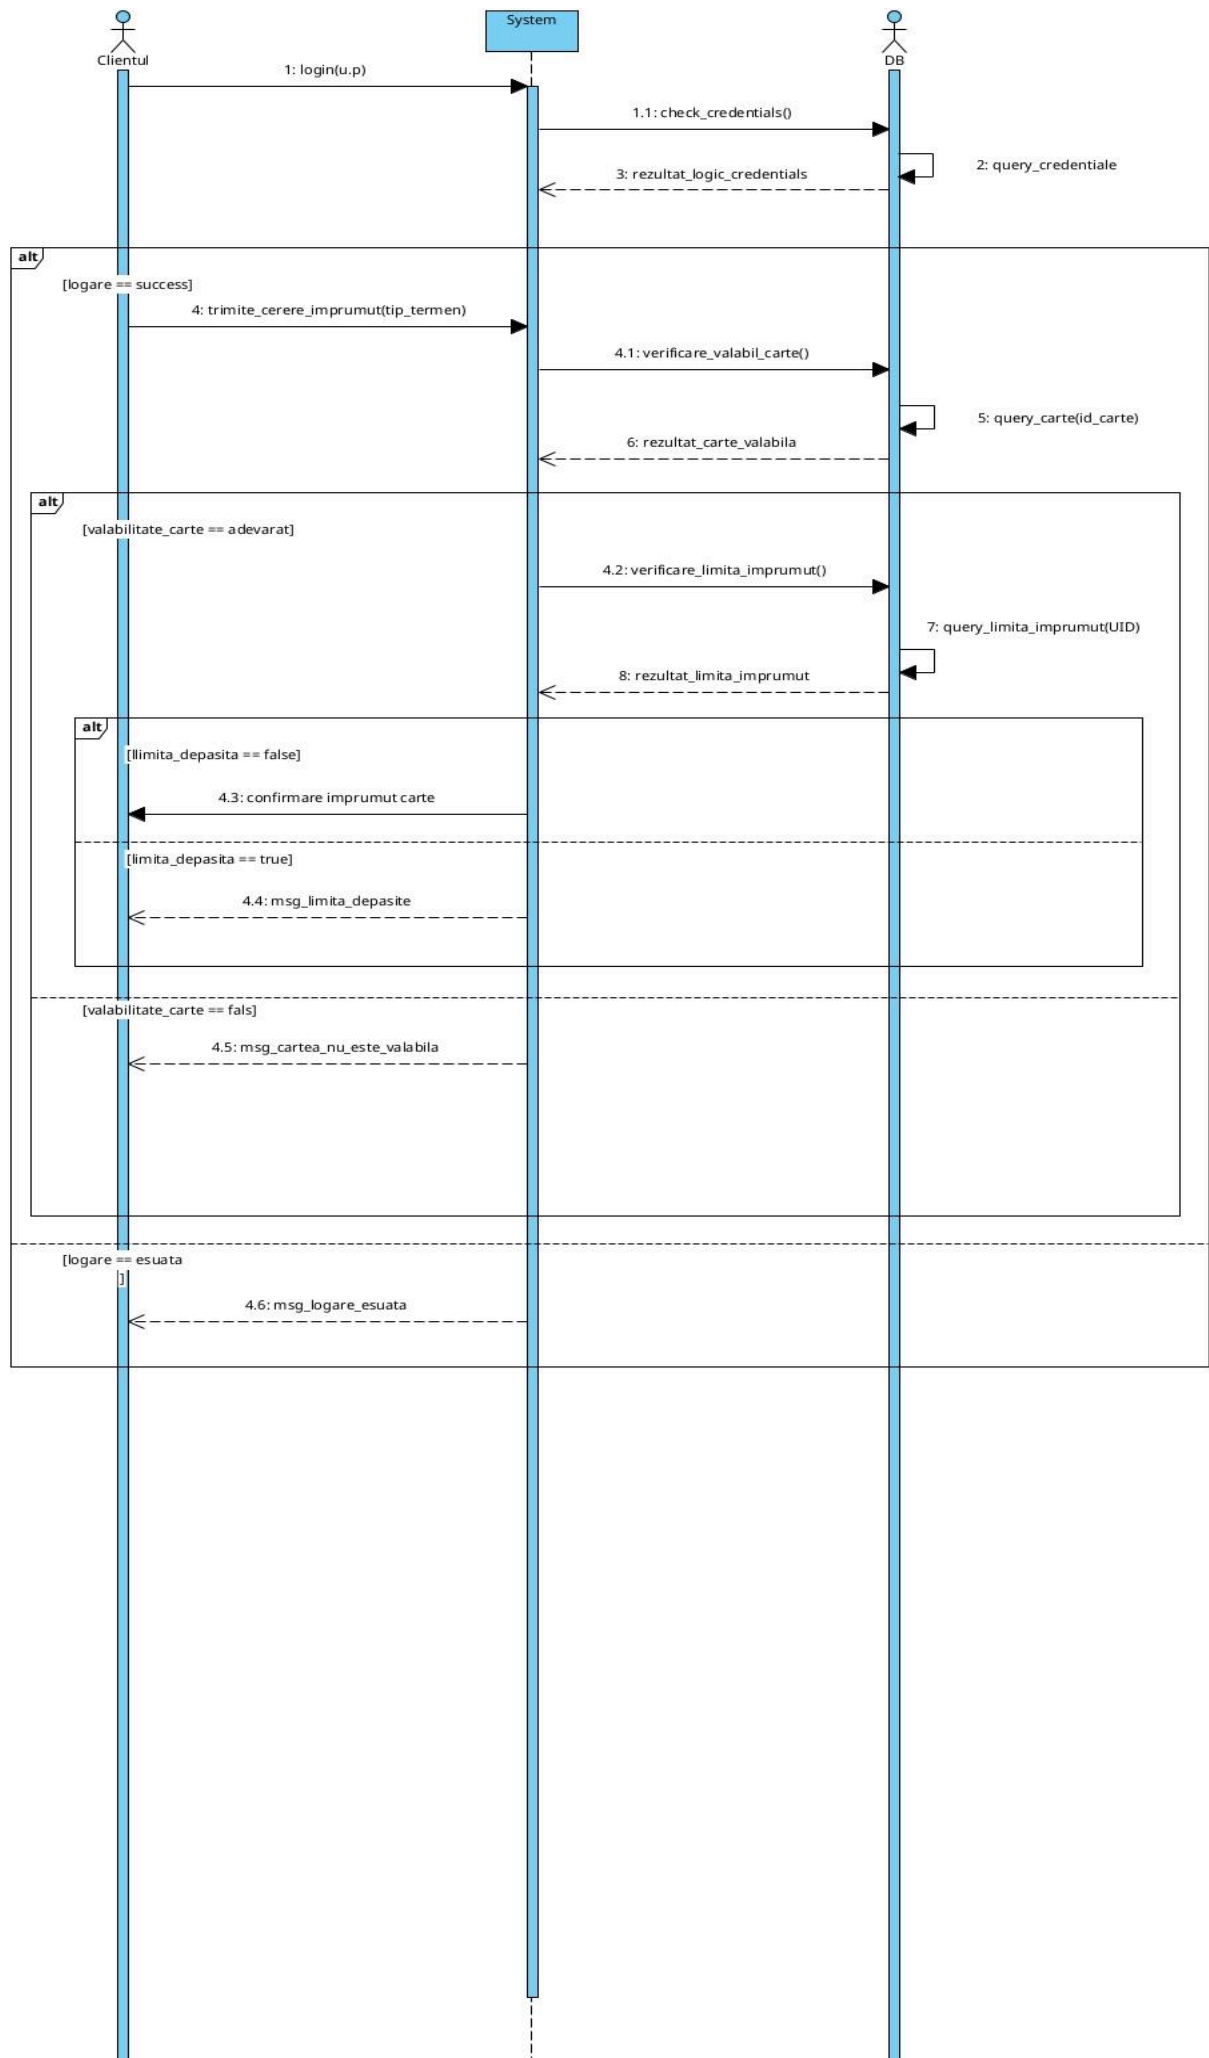 System
Clientul
DB
1: login(u.p)
1.1: check_credentials()
2: query_credentiale
3: rezultat_logic_credentials
alt
[logare == success]
4: trimite_cerere_imprumut(tip_termen)
4.1: verificare_valabil_carte()
5: query_carte(id_carte)
6: rezultat_carte_valabila
alt
[valabilitate_carte == adevarat]
4.2: verificare_limita_imprumut()
7: query_limita_imprumut(UID)
8: rezultat_limita_imprumut
alt
[llimita_depasita == false]
4.3: confirmare imprumut carte
[limita_depasita == true]
4.4: msg_limita_depasite
[valabilitate_carte == fals]
4.5: msg_cartea_nu_este_valabila
[logare == esuata
]
4.6: msg_logare_esuata